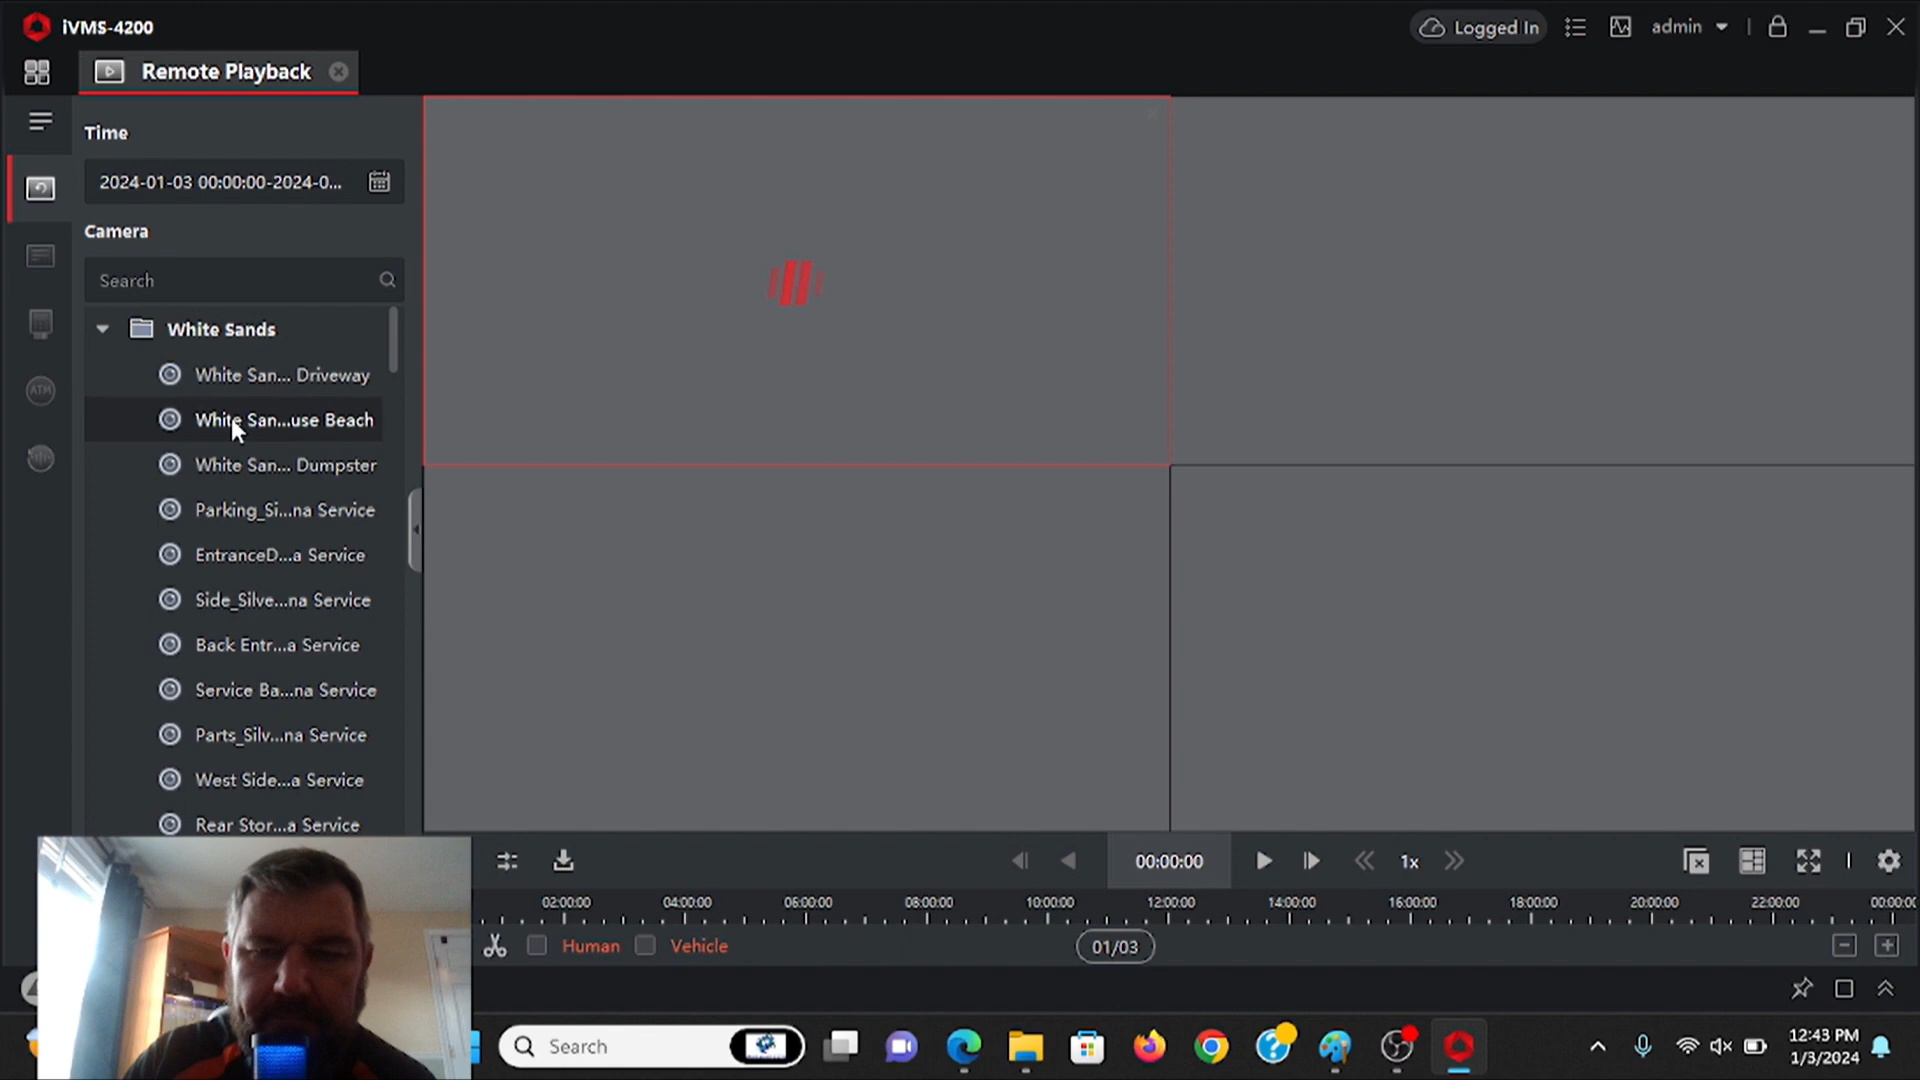 iVMS-4200
Logged In
admin
Remote Playback
Time
2024-01-03 00:00:00-2024-0...
Camera
Search
White Sands
White San... Driveway
White San...use Beach
White San... Dumpster
Parking_Si...na Service
EntranceD...a Service
Side_Silve...na Service
Back Entr...a Service
Service Ba...na Service
Parts_Silv...na Service
West Side...a Service
Rear Stor...a Service
ATM
00:00:00
1x
02:00:00 04:00:00 06:00:00 08:00:00 10:00:00 12:00:00 14:00:00 16:00:00 18:00:00 20:00:00 22:00:00 00:00:0
Human
Vehicle
01/03
Search
12:43 PM
1/3/2024